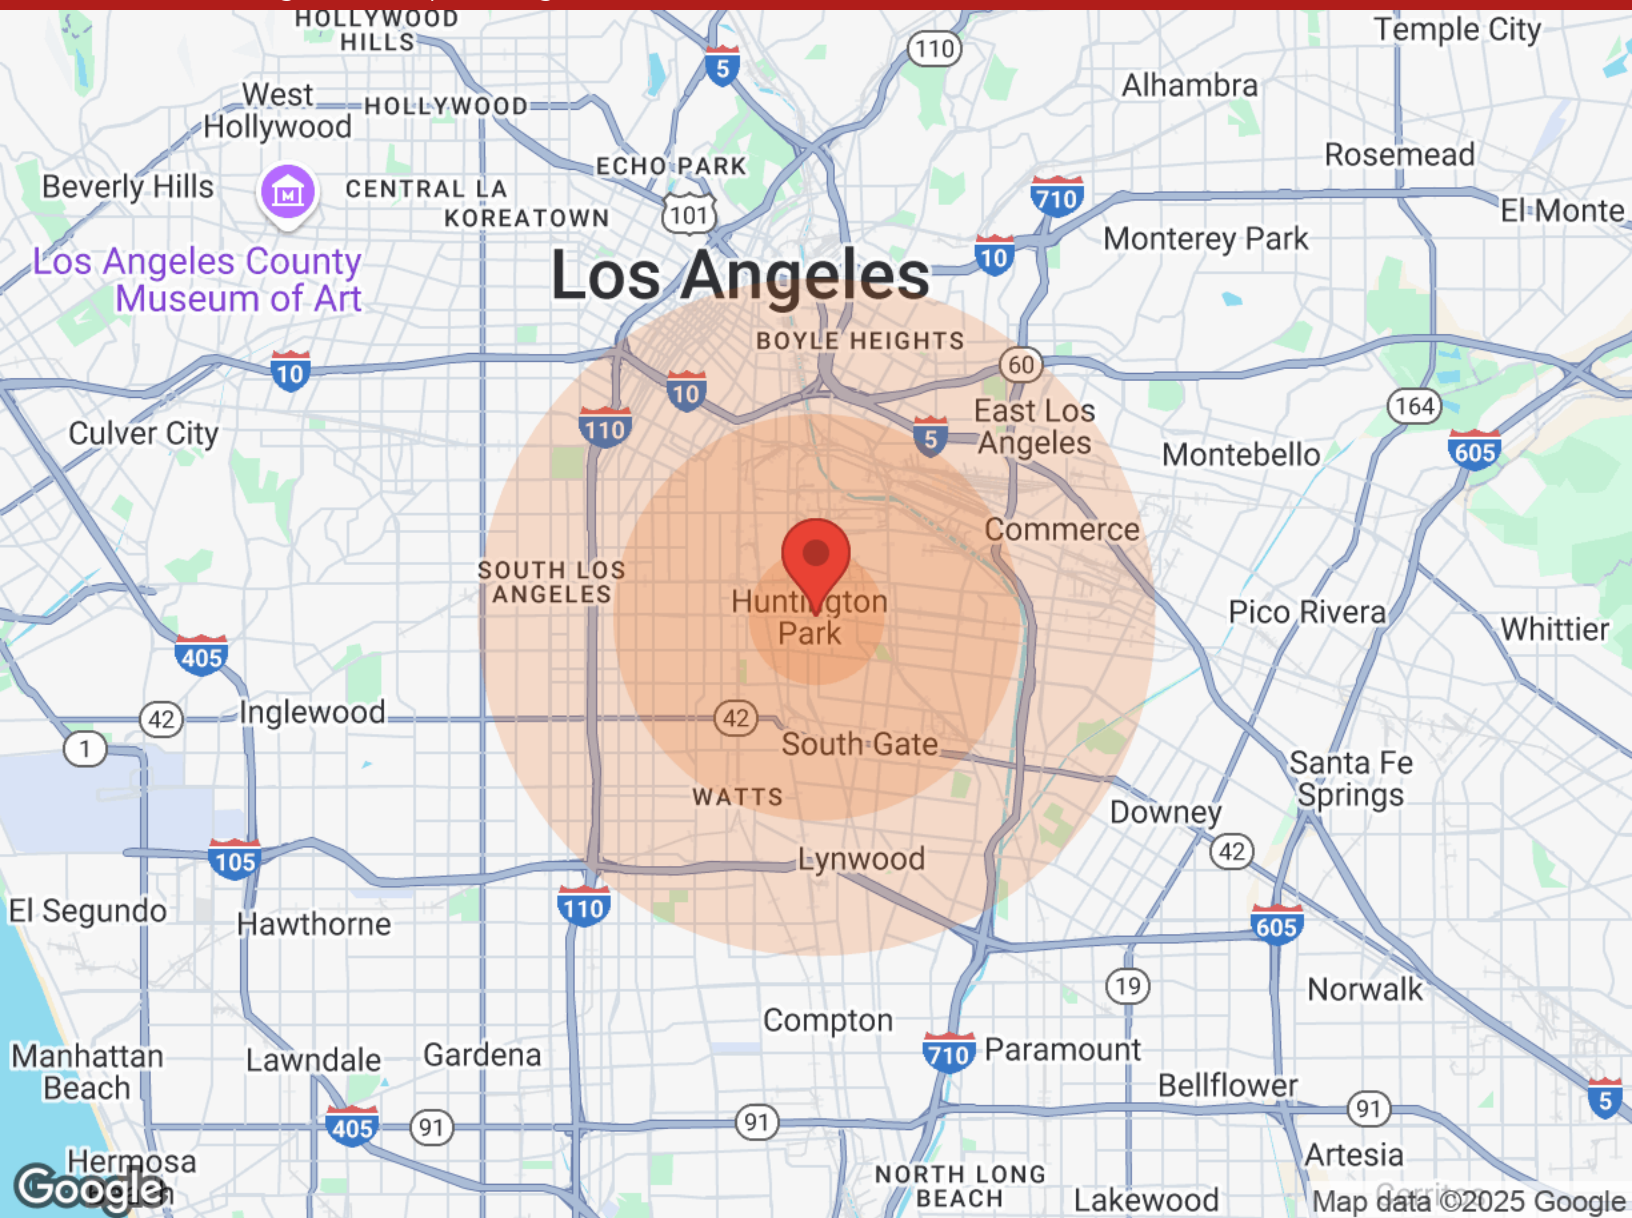 HOLLYWOOD
HILLS
110
Temple City
5
Alhambra
West
Hollywood
HOLLYWOOD
Rosemead
ECHO PARK
Beverly Hills
CENTRAL LA
710
KOREATOWN
101
El Monte
Monterey Park
10
Los Angeles
Los Angeles County
Museum of Art
BOYLE HEIGHTS
60
10
10
164
110
East Los
Angeles
5
Culver City
Montebello
605
Commerce
SOUTH LOS
ANGELES
Huntington
Park
Pico Rivera
Whittier
405
42
Inglewood
42
1
South Gate
Santa Fe
Springs
WATTS
Downey
42
105
Lynwood
110
El Segundo
Hawthorne
605
19
Norwalk
Compton
710
Paramount
Manhattan
Beach
Lawndale
Gardena
Bellflower
5
405
91
91
91
Hermosa
Beach
Artesia
NORTH LONG
BEACH
Lakewood
Cerritos
Google
Map data ©2025 Google